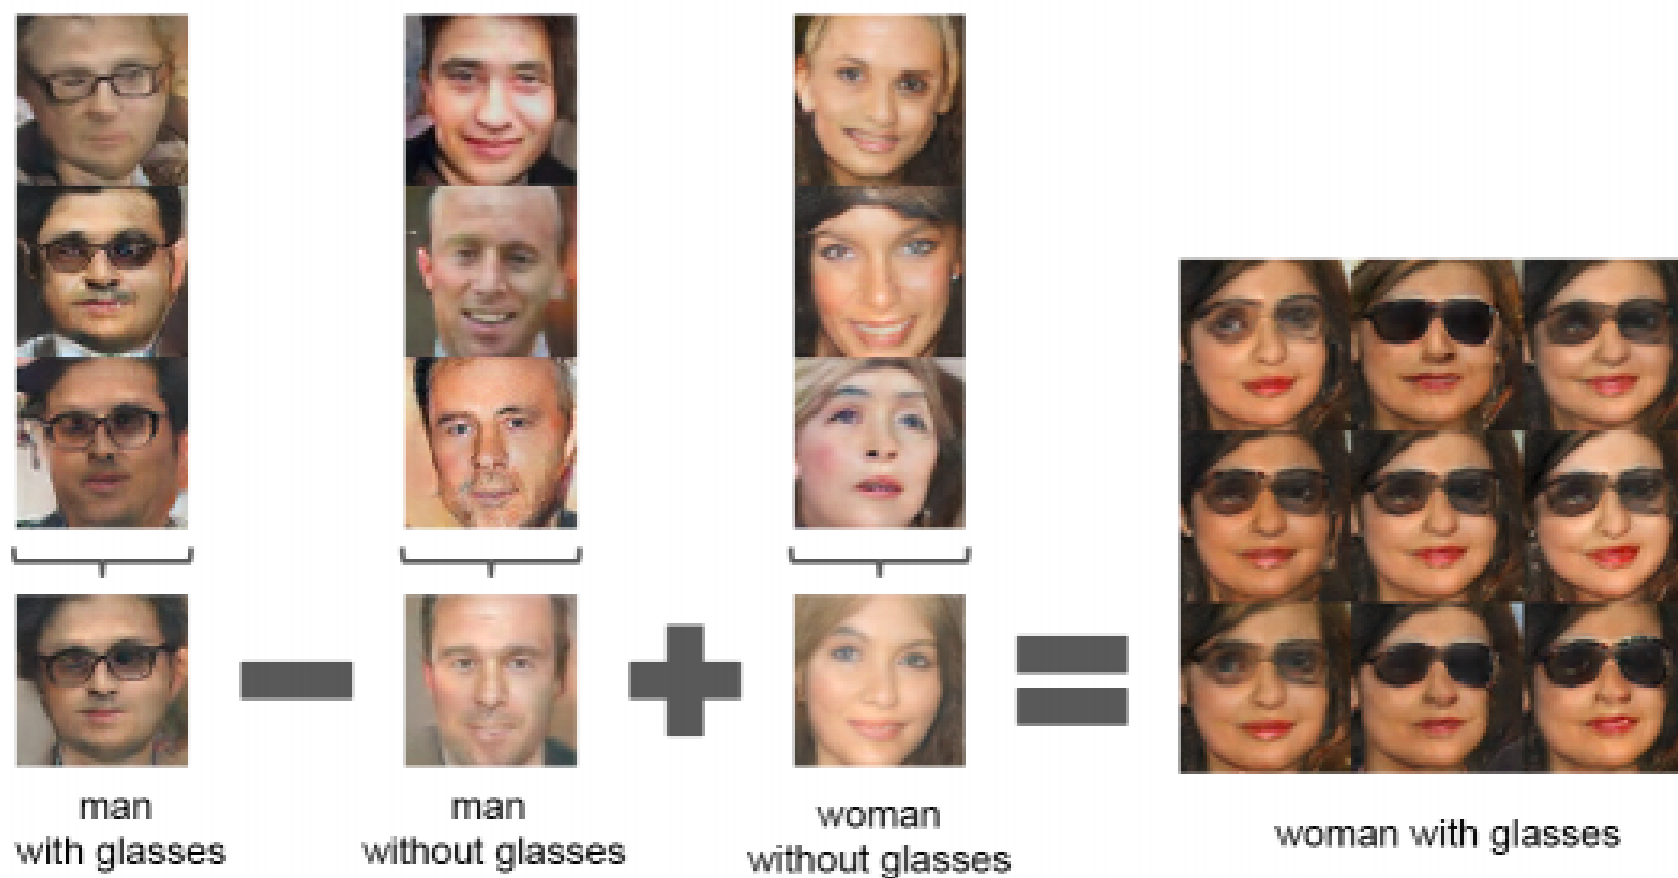 man
with glasses
man
without glasses
woman
without glasses
woman with glasses